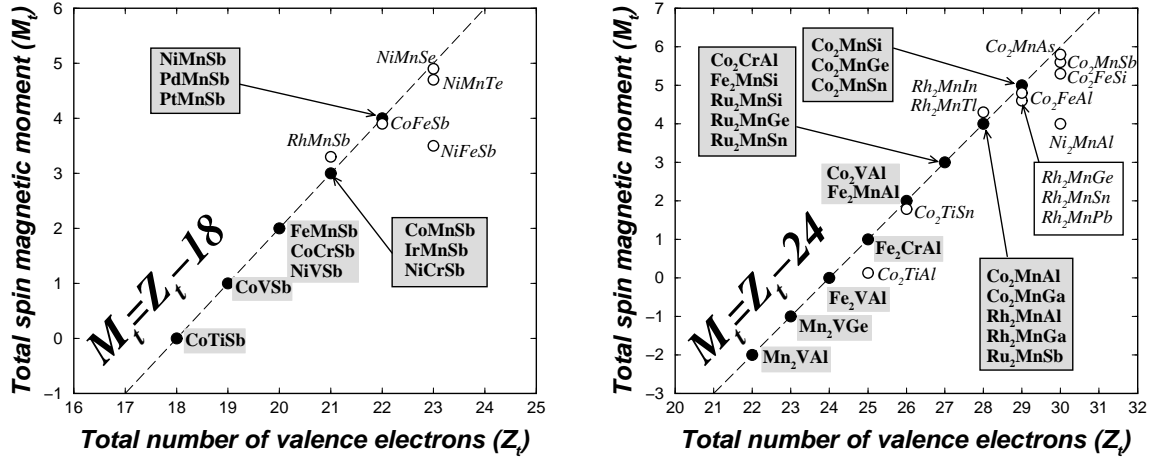 Total spin magnetic moment (Mₜ)
6
5
4
3
2
1
0
−1
16 17 18 19 20 21 22 23 24 25
Total number of valence electrons (Zₜ)
Mₜ=Zₜ−18
NiMnSb
PdMnSb
PtMnSb
NiMnSe
NiMnTe
CoFeSb
NiFeSb
RhMnSb
CoMnSb
IrMnSb
NiCrSb
FeMnSb
CoCrSb
NiVSb
CoVSb
CoTiSb
Total spin magnetic moment (Mₜ)
7
6
5
4
3
2
1
0
−1
−2
−3
20 21 22 23 24 25 26 27 28 29 30 31 32
Total number of valence electrons (Zₜ)
Mₜ=Zₜ−24
Co₂CrAl
Fe₂MnSi
Ru₂MnSi
Ru₂MnGe
Ru₂MnSn
Co₂MnSi
Co₂MnGe
Co₂MnSn
Co₂MnAs
Co₂MnSb
Co₂FeSi
Rh₂MnIn
Rh₂MnTl
Co₂FeAl
Ni₂MnAl
Rh₂MnGe
Rh₂MnSn
Rh₂MnPb
Co₂VAl
Fe₂MnAl
Co₂TiSn
Fe₂CrAl
Co₂TiAl
Fe₂VAl
Mn₂VGe
Mn₂VAl
Co₂MnAl
Co₂MnGa
Rh₂MnAl
Rh₂MnGa
Ru₂MnSb